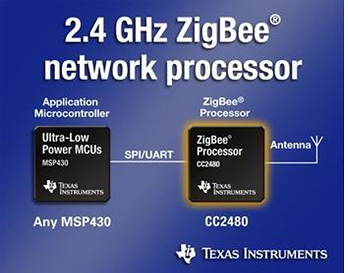 2.4 GHz ZigBee®
network processor
Application
Microcontroller
ZigBee®
Processor
Ultra-Low
Power MCUs
MSP430
SPI/UART
ZigBee®
Processor
CC2480
Antenna
TEXAS
INSTRUMENTS
TEXAS
INSTRUMENTS
Any MSP430
CC2480
TEXAS INSTRUMENTS